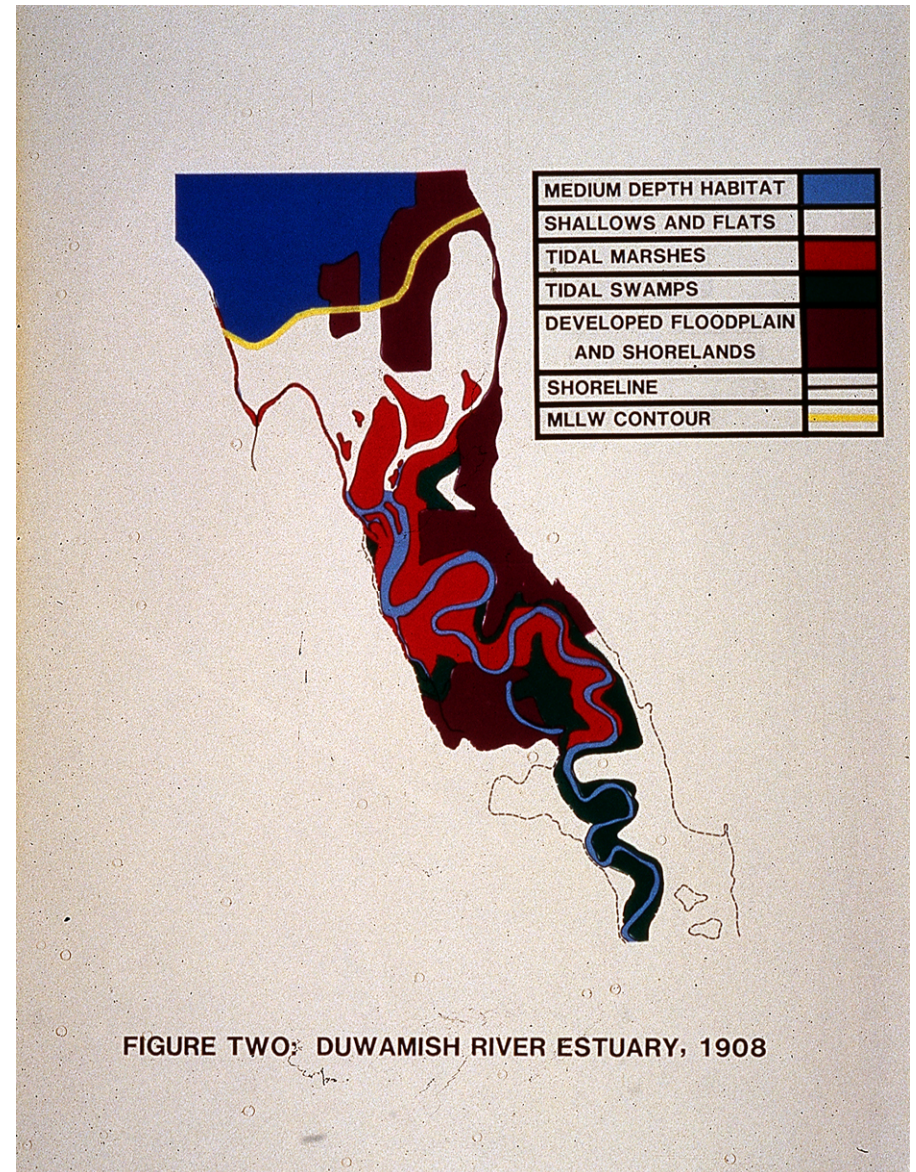 MEDIUM DEPTH HABITAT
SHALLOWS AND FLATS
TIDAL MARSHES
TIDAL SWAMPS
DEVELOPED FLOODPLAIN
AND SHORELANDS
SHORELINE
MLLW CONTOUR
FIGURE TWO: DUWAMISH RIVER ESTUARY, 1908